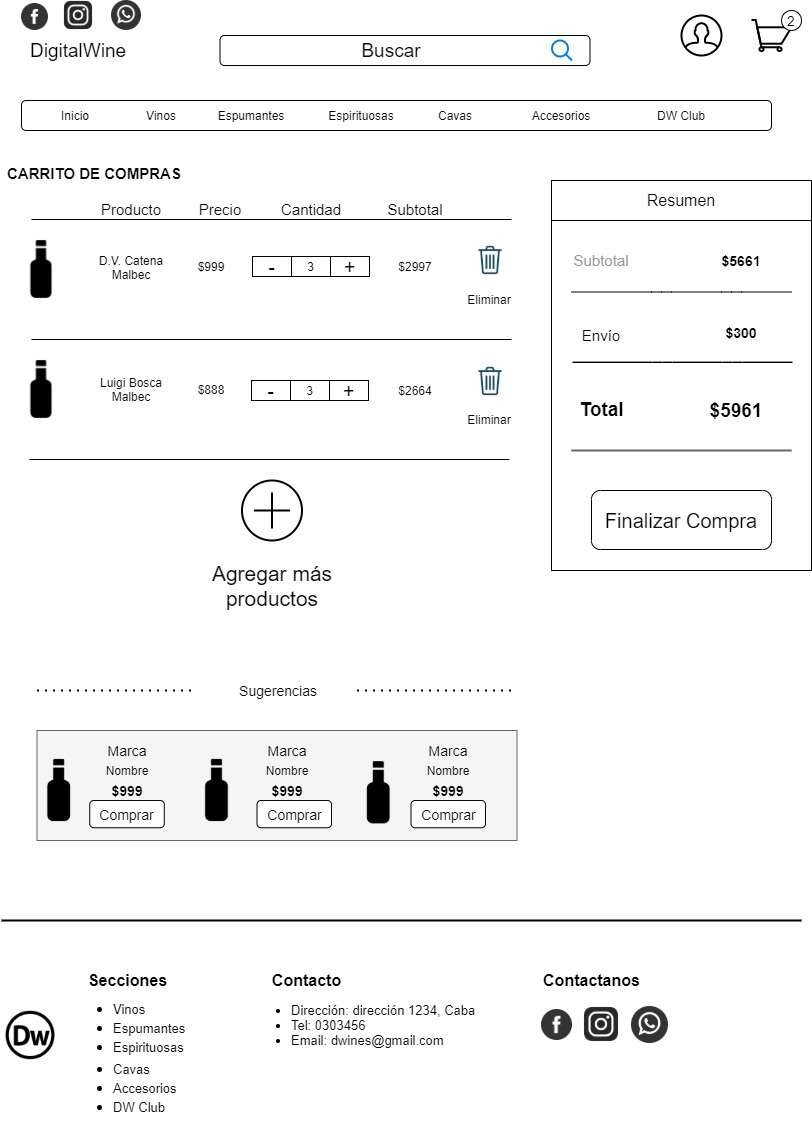 DigitalWine
Buscar
2
Inicio Vinos Espumantes Espirituosas Cavas Accesorios DW Club
CARRITO DE COMPRAS
Producto Precio Cantidad Subtotal
D.V. Catena
Malbec
$999
- 3 +
$2997
Eliminar
Luigi Bosca
Malbec
$888
- 3 +
$2664
Eliminar
Agregar más
productos
Resumen
Subtotal $5661
Envío $300
Total $5961
Finalizar Compra
Sugerencias
Marca
Nombre
$999
Comprar
Marca
Nombre
$999
Comprar
Marca
Nombre
$999
Comprar
Dw
Secciones
Vinos
Espumantes
Espirituosas
Cavas
Accesorios
DW Club
Contacto
Dirección: dirección 1234, Caba
Tel: 0303456
Email: dwines@gmail.com
Contactanos